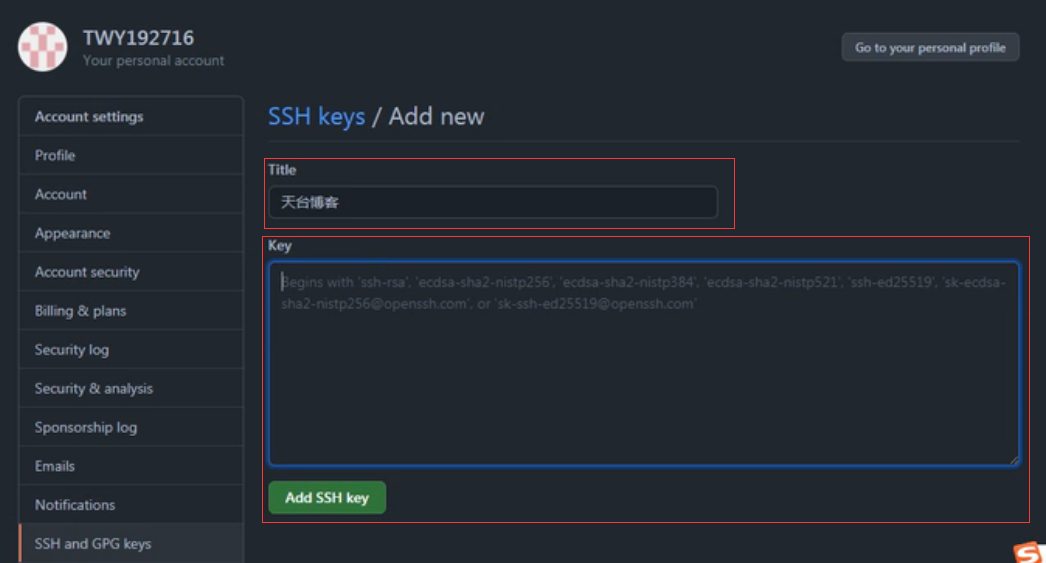 TWY192716
Your personal account
Go to your personal profile
Account settings
Profile
Account
Appearance
Account security
Billing & plans
Security log
Security & analysis
Sponsorship log
Emails
Notifications
SSH and GPG keys
SSH keys / Add new
Title
天台博客
Key
Begins with 'ssh-rsa', 'ecdsa-sha2-nistp256', 'ecdsa-sha2-nistp384', 'ecdsa-sha2-nistp521', 'ssh-ed25519', 'sk-ecdsa-
sha2-nistp256@openssh.com', or 'sk-ssh-ed25519@openssh.com'
Add SSH key